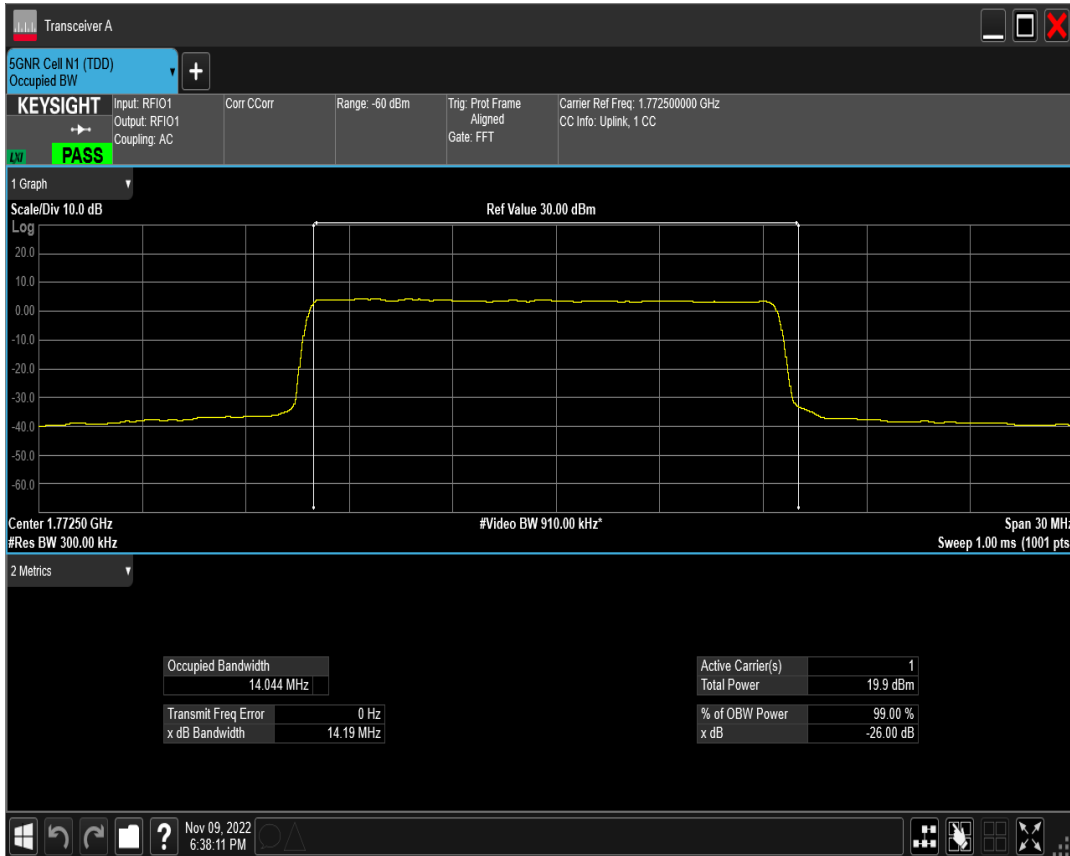 Transceiver A
5GNR Cell N1 (TDD)
Occupied BW
+
KEYSIGHT
LXI
PASS
Input: RFIO1
Output: RFIO1
Coupling: AC
Corr CCorr
Range: -60 dBm
Trig: Prot Frame
Aligned
Gate: FFT
Carrier Ref Freq: 1.772500000 GHz
CC Info: Uplink, 1 CC
1 Graph
Scale/Div 10.0 dB
Ref Value 30.00 dBm
Log
20.0
10.0
0.00
-10.0
-20.0
-30.0
-40.0
-50.0
-60.0
Center 1.77250 GHz
#Video BW 910.00 kHz*
Span 30 MHz
#Res BW 300.00 kHz
Sweep 1.00 ms (1001 pts
2 Metrics
Occupied Bandwidth
14.044 MHz
Transmit Freq Error 0 Hz
x dB Bandwidth 14.19 MHz
Active Carrier(s) 1
Total Power 19.9 dBm
% of OBW Power 99.00 %
x dB -26.00 dB
?
Nov 09, 2022
6:38:11 PM